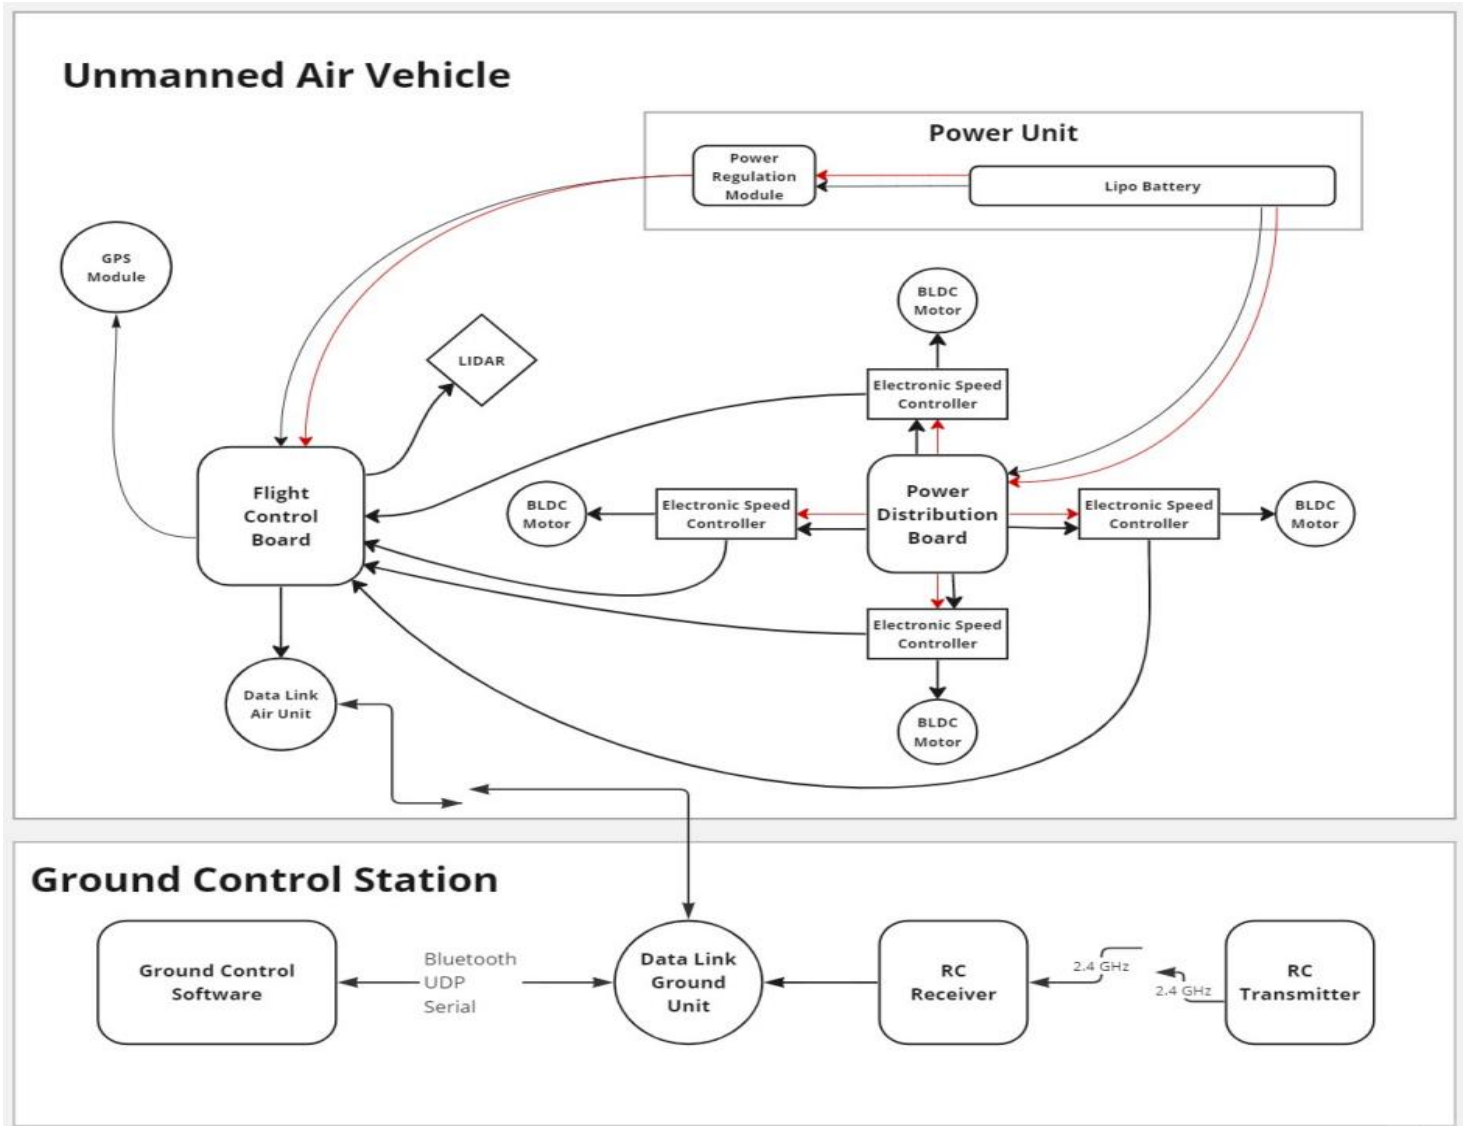 Unmanned Air Vehicle
Power Unit
Power
Regulation
Module
Lipo Battery
GPS
Module
BLDC
Motor
LIDAR
Electronic Speed
Controller
Flight
Control
Board
BLDC
Motor
Electronic Speed
Controller
Power
Distribution
Board
Electronic Speed
Controller
BLDC
Motor
Electronic Speed
Controller
Data Link
Air Unit
BLDC
Motor
Ground Control Station
Ground Control
Software
Bluetooth
UDP
Serial
Data Link
Ground
Unit
RC
Receiver
2.4 GHz
2.4 GHz
RC
Transmitter